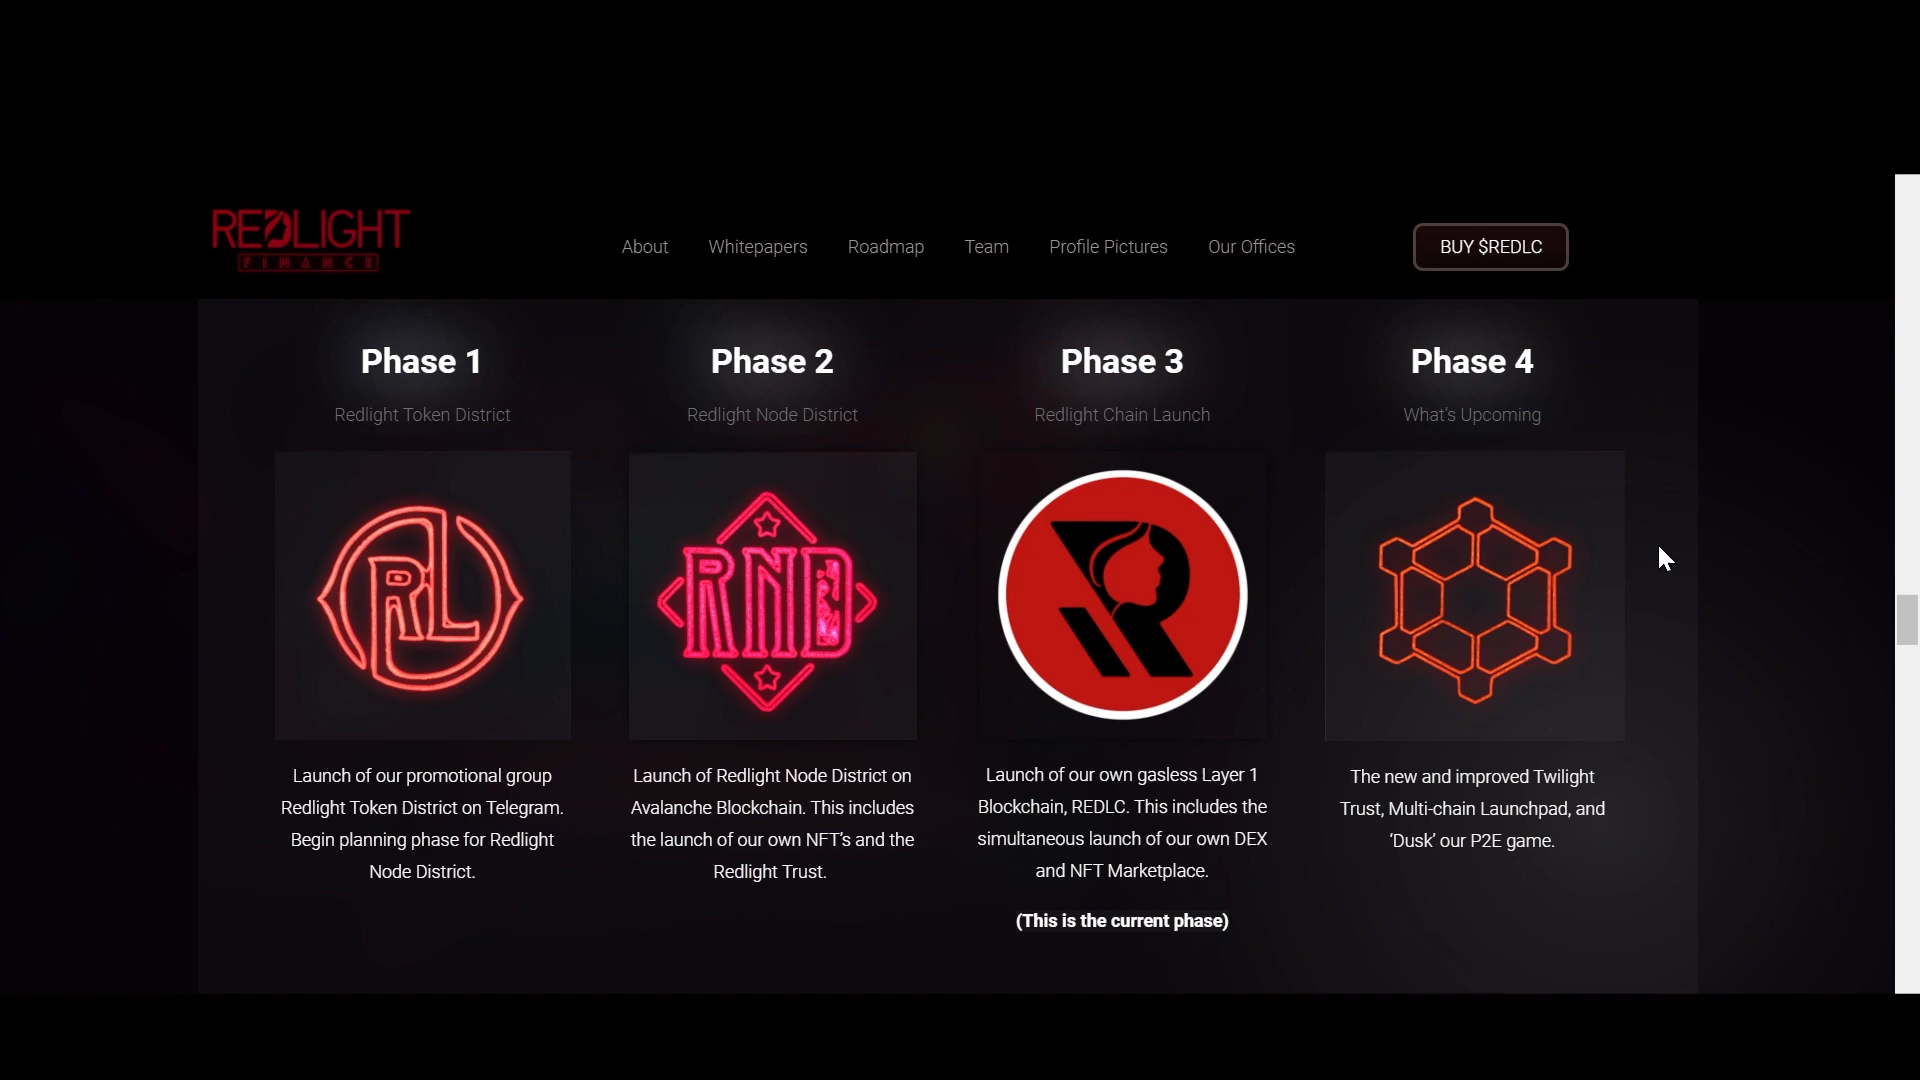 REDLIGHT
FINANCE
About Whitepapers Roadmap Team Profile Pictures Our Offices BUY $REDLC
Phase 1
Redlight Token District
RL
Launch of our promotional group
Redlight Token District on Telegram.
Begin planning phase for Redlight
Node District.
Phase 2
Redlight Node District
RND
Launch of Redlight Node District on
Avalanche Blockchain. This includes
the launch of our own NFT's and the
Redlight Trust.
Phase 3
Redlight Chain Launch
R
Launch of our own gasless Layer 1
Blockchain, REDLC. This includes the
simultaneous launch of our own DEX
and NFT Marketplace.
(This is the current phase)
Phase 4
What's Upcoming
The new and improved Twilight
Trust, Multi-chain Launchpad, and
‘Dusk’ our P2E game.